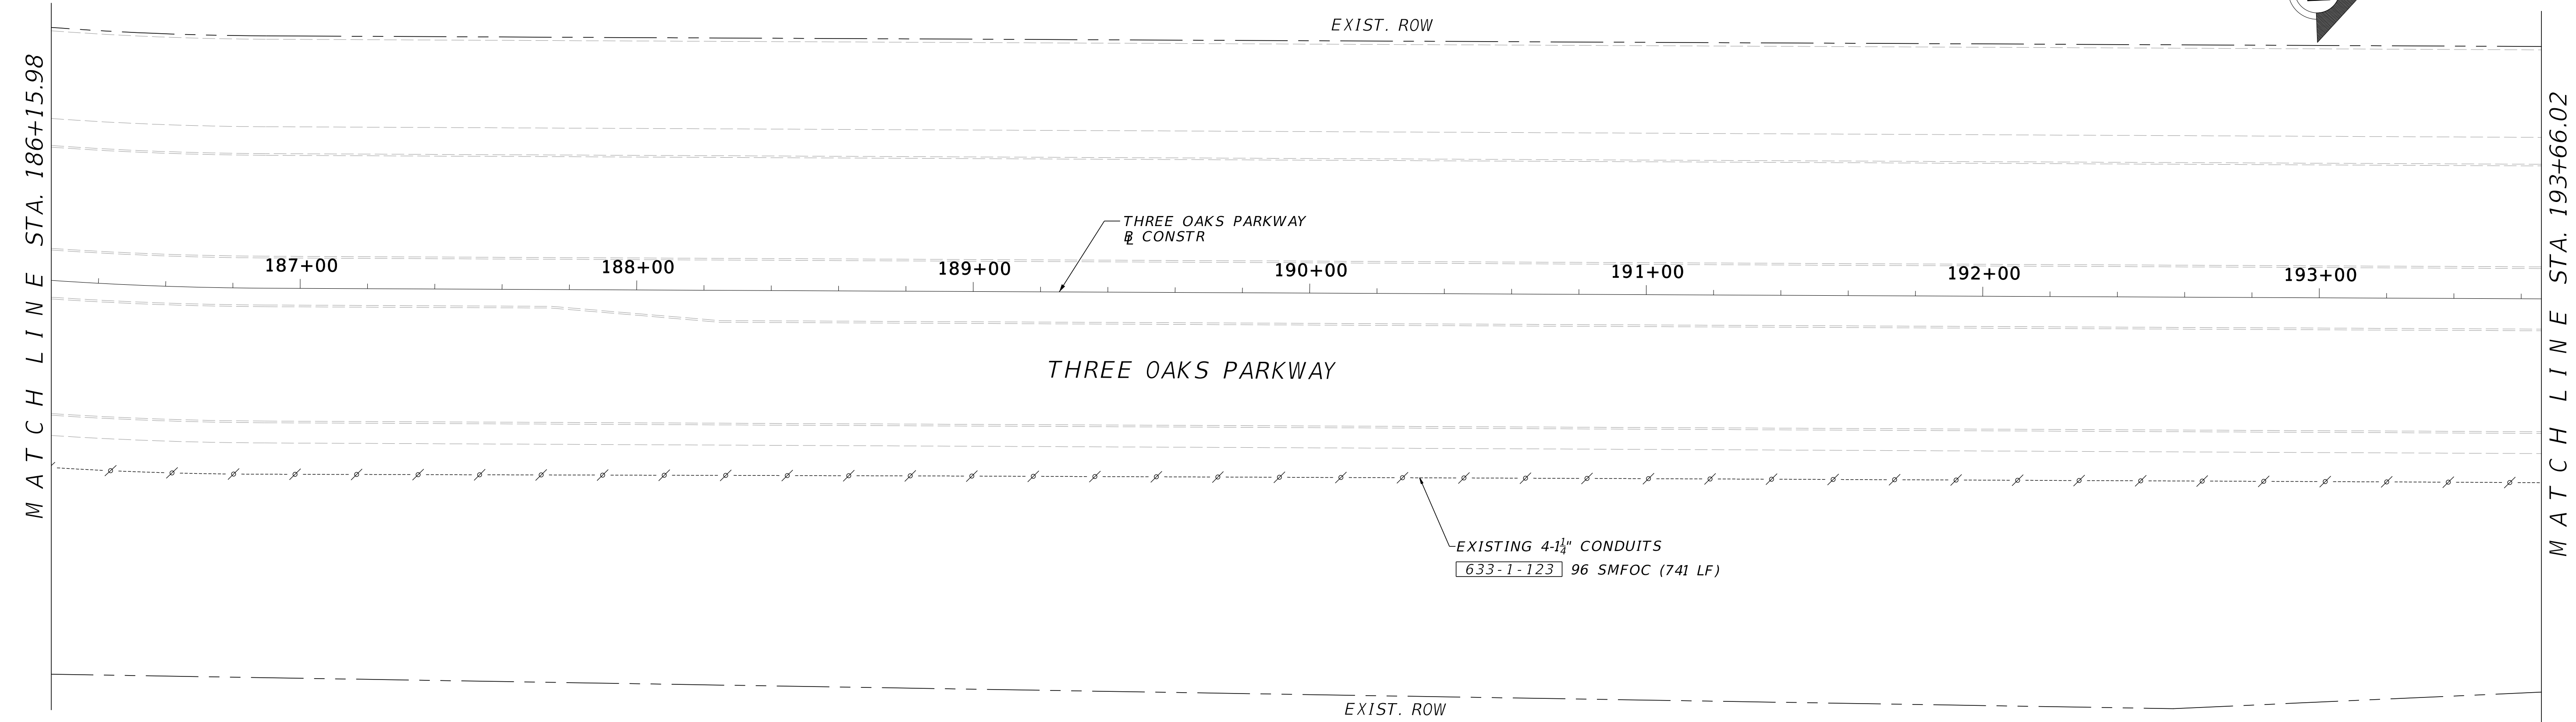 EXIST. ROW
MATCH LINE STA. 186+15.98
MATCH LINE STA. 193+66.02
THREE OAKS PARKWAY
BL CONSTR
187+00 188+00 189+00 190+00 191+00 192+00 193+00
THREE OAKS PARKWAY
EXISTING 4-1¼" CONDUITS
633-1-123 96 SMFOC (741 LF)
EXIST. ROW